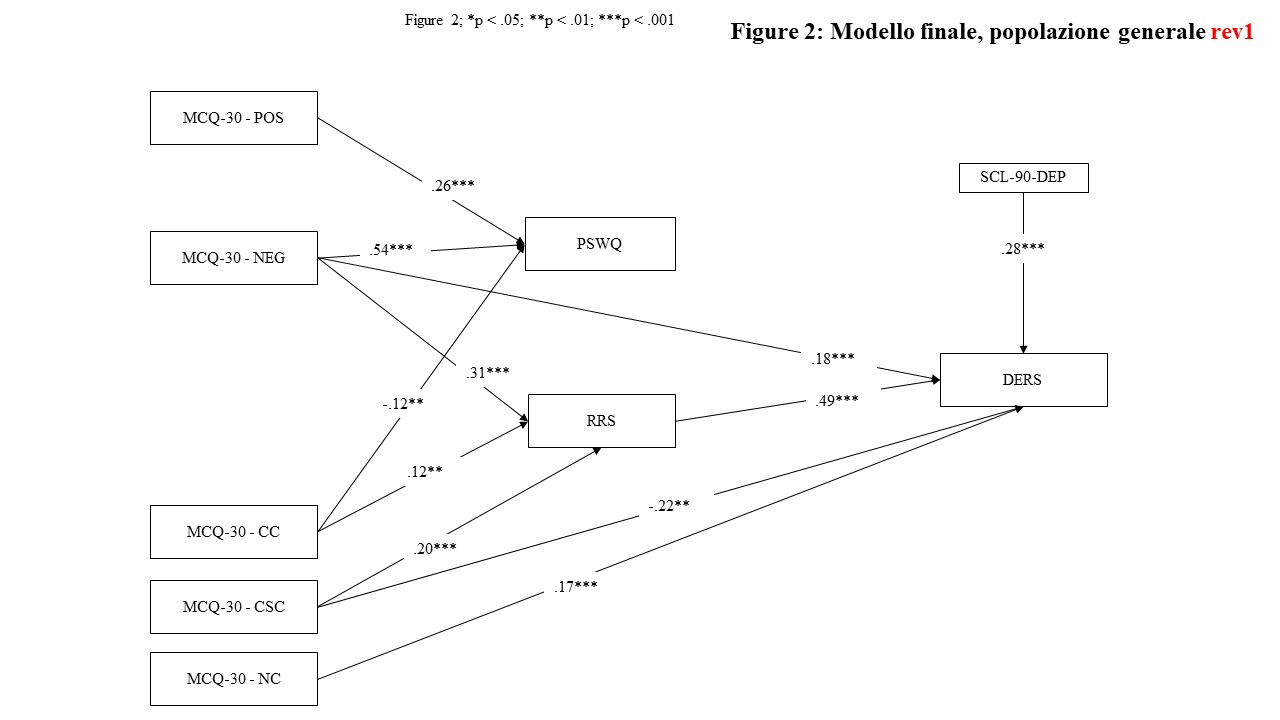 Figure 2; *p < .05; **p < .01; ***p < .001
Figure 2: Modello finale, popolazione generale rev1
MCQ-30 - POS
.26***
SCL-90-DEP
MCQ-30 - NEG
.54***
PSWQ
.28***
.18***
.31***
DERS
-.12**
.49***
RRS
.12**
MCQ-30 - CC
-.22**
.20***
MCQ-30 - CSC
.17***
MCQ-30 - NC